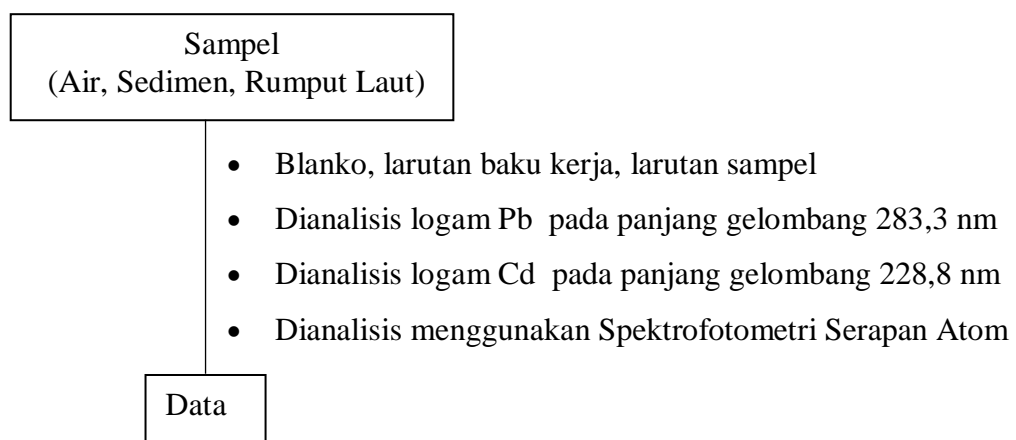 Sampel
(Air, Sedimen, Rumput Laut)
• Blanko, larutan baku kerja, larutan sampel
• Dianalisis logam Pb pada panjang gelombang 283,3 nm
• Dianalisis logam Cd pada panjang gelombang 228,8 nm
• Dianalisis menggunakan Spektrofotometri Serapan Atom
Data